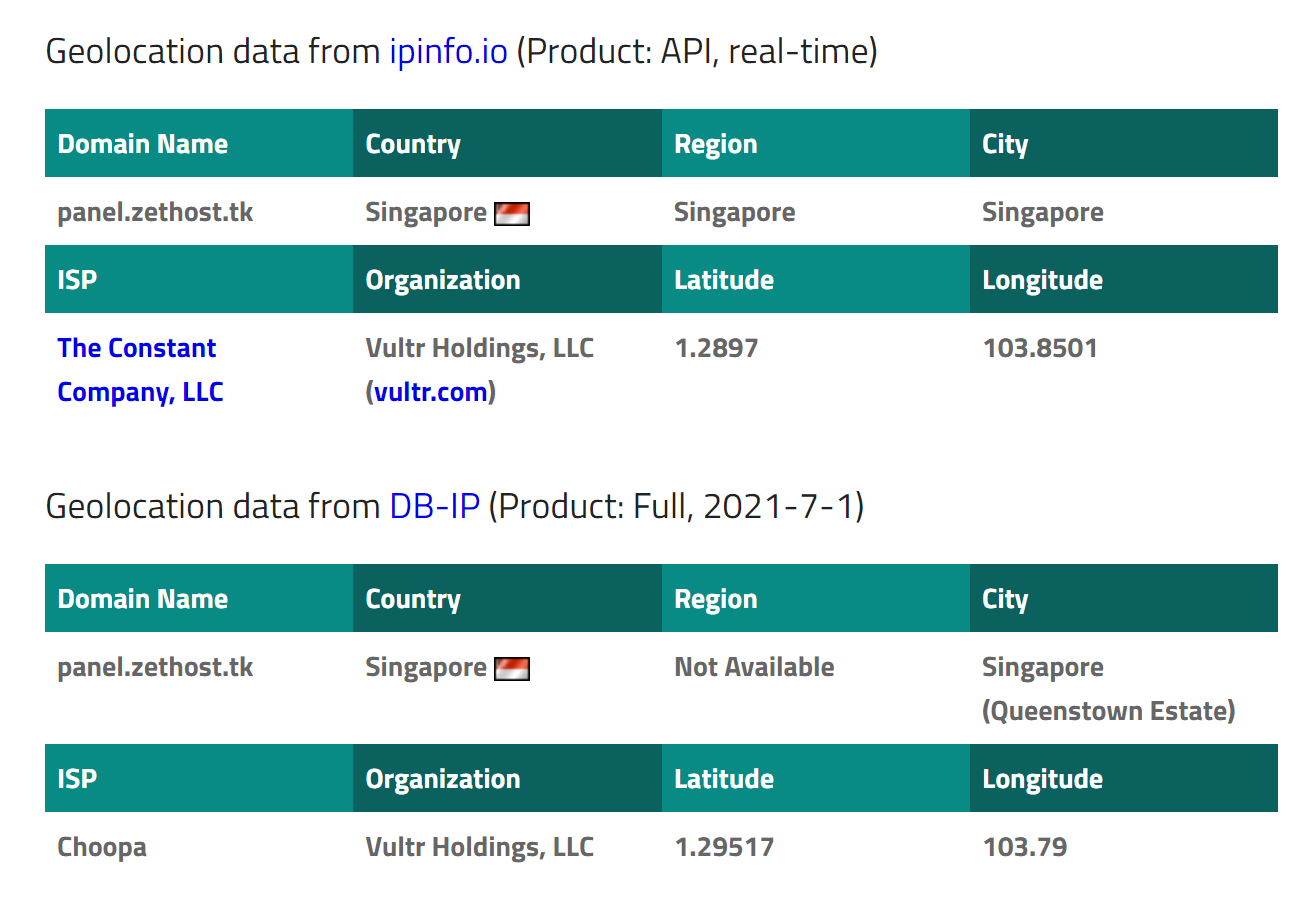 Geolocation data from ipinfo.io (Product: API, real-time)
Domain Name Country Region City
panel.zethost.tk Singapore Singapore Singapore
ISP Organization Latitude Longitude
The Constant Vultr Holdings, LLC 1.2897 103.8501
Company, LLC (vultr.com)
Geolocation data from DB-IP (Product: Full, 2021-7-1)
Domain Name Country Region City
panel.zethost.tk Singapore Not Available Singapore
(Queenstown Estate)
ISP Organization Latitude Longitude
Choopa Vultr Holdings, LLC 1.29517 103.79